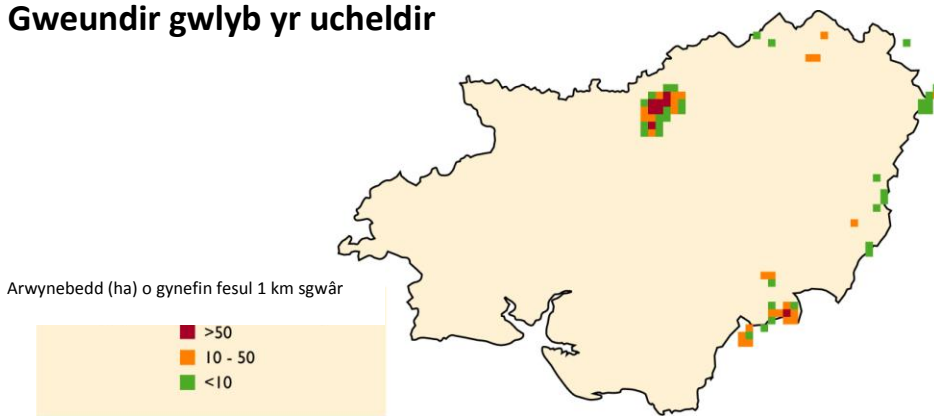 Gweundir gwlyb yr ucheldir
Arwynebedd (ha) o gynefin fesul 1 km sgwâr
>50
10 - 50
<10